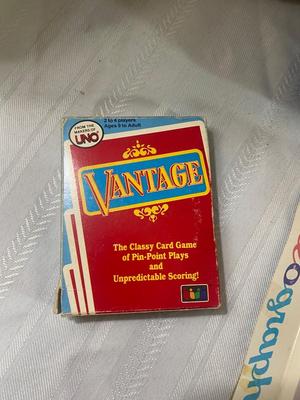 FROM THE
MAKERS OF
UNO
2 to 4 players
Ages 9 to Adult
VANTAGE
The Classy Card Game
of Pin-Point Plays
and
Unpredictable Scoring!
ograph